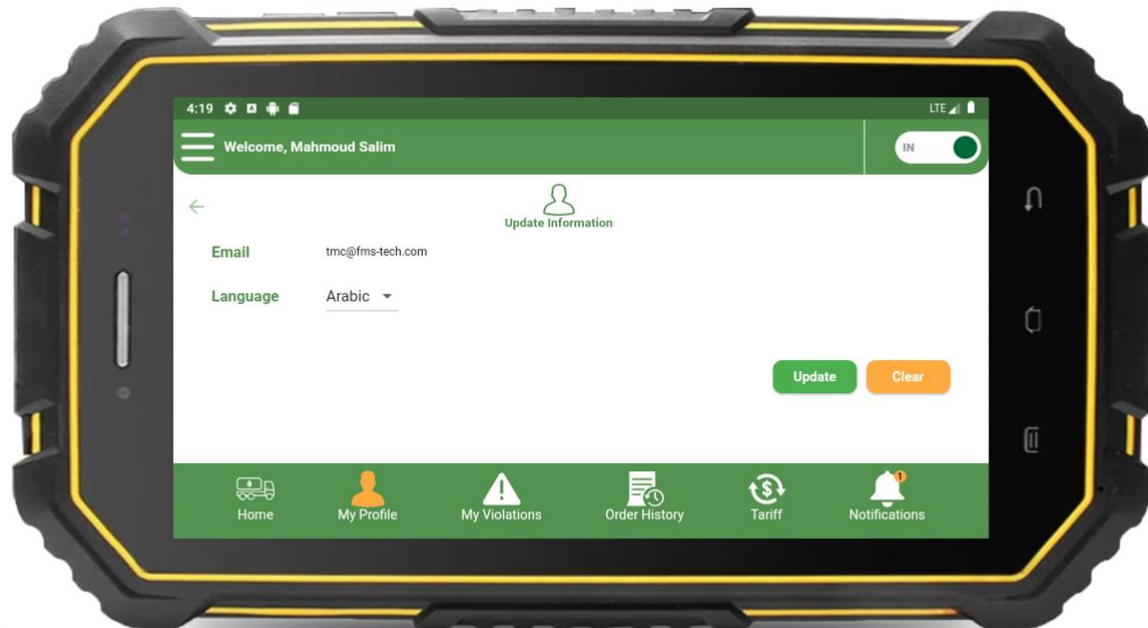 4:19
LTE
Welcome, Mahmoud Salim
IN
Update Information
Email
tmc@fms-tech.com
Language
Arabic
Update
Clear
1
Home
My Profile
My Violations
Order History
Tariff
Notifications